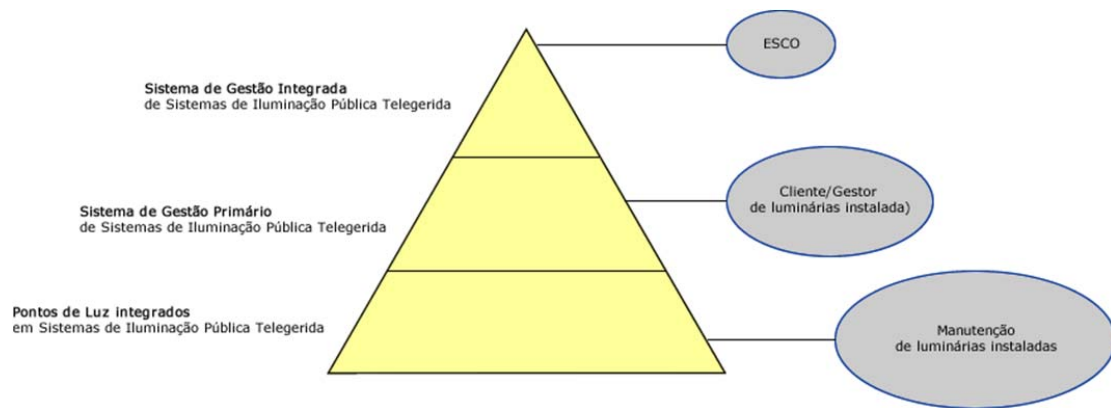 ESCO
Sistema de Gestão Integrada
de Sistemas de Iluminação Pública Telegerida
Cliente/Gestor
de luminárias instalada)
Sistema de Gestão Primário
de Sistemas de Iluminação Pública Telegerida
Pontos de Luz integrados
em Sistemas de Iluminação Pública Telegerida
Manutenção
de luminárias instaladas